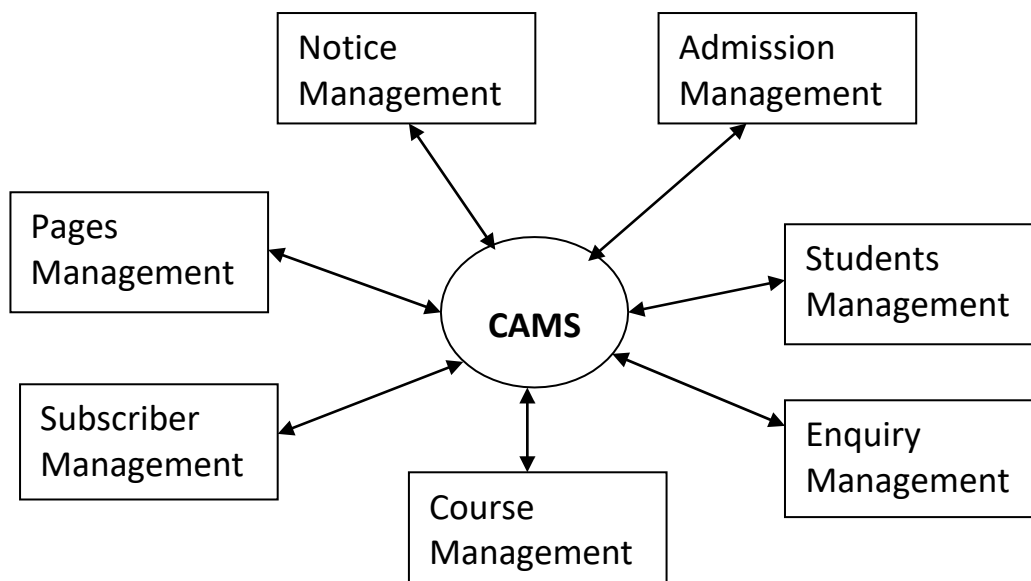 Notice
Management
Admission
Management
Pages
Management
Students
Management
CAMS
Subscriber
Management
Enquiry
Management
Course
Management